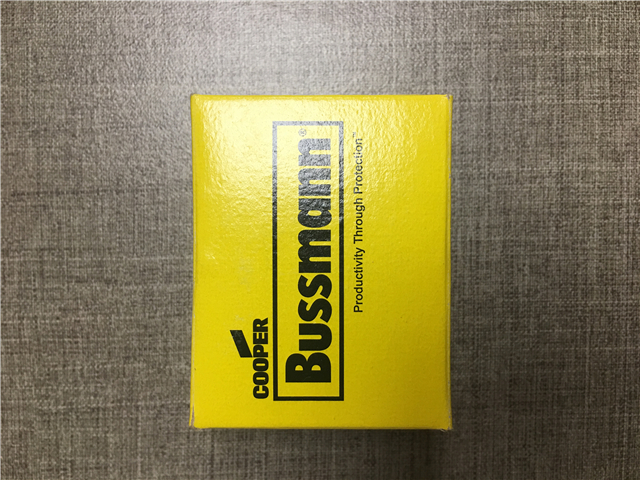 COOPER
Bussmann®
Productivity Through Protection™